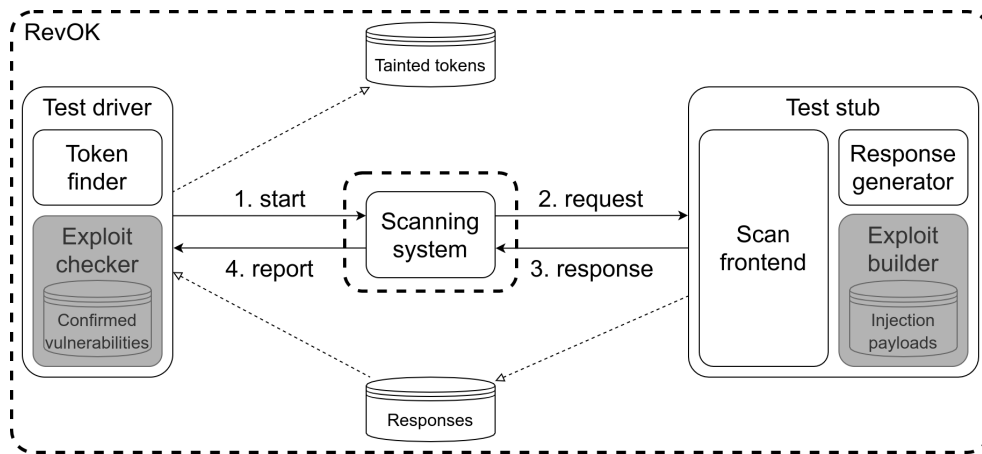 RevOK
Tainted tokens
Test driver
Token
finder
Exploit
checker
Confirmed
vulnerabilities
1. start
4. report
Scanning
system
2. request
3. response
Test stub
Scan
frontend
Response
generator
Exploit
builder
Injection
payloads
Responses